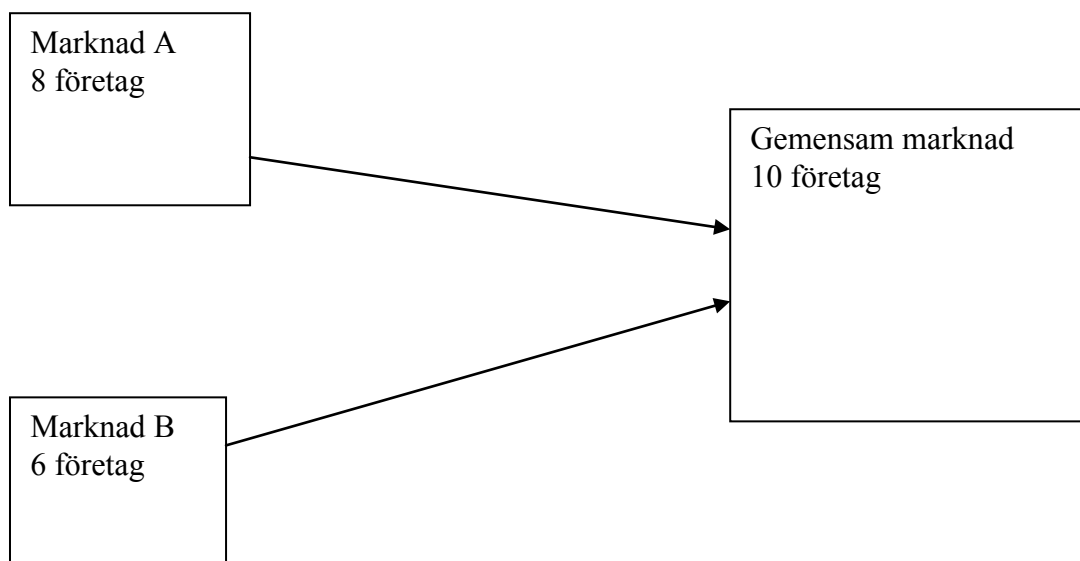 Marknad A
8 företag
Gemensam marknad
10 företag
Marknad B
6 företag